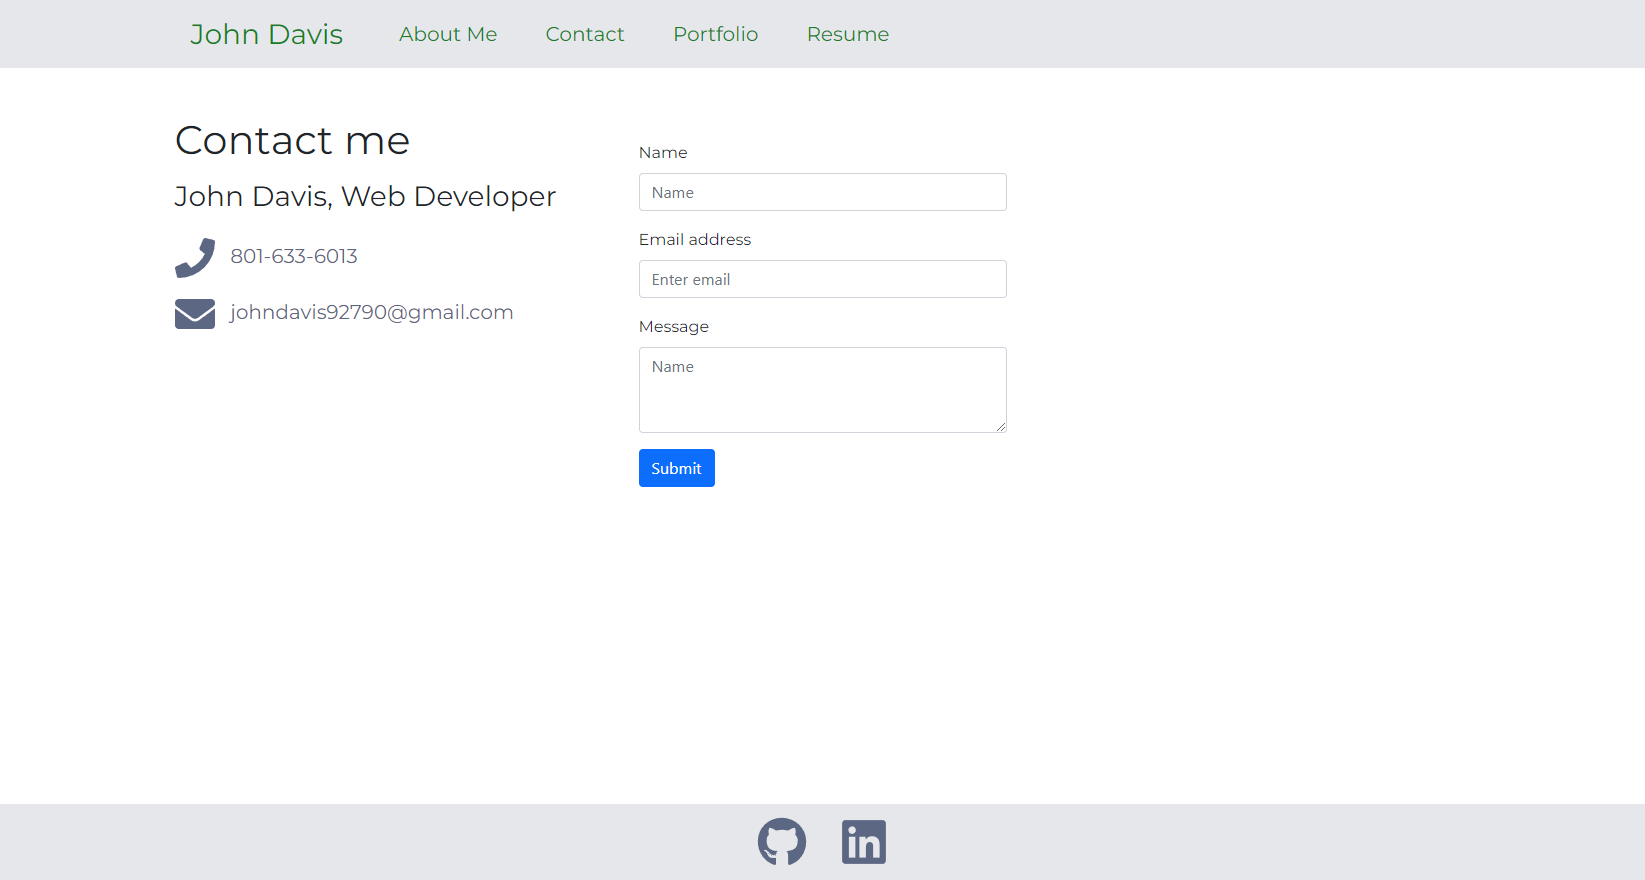 John Davis About Me Contact Portfolio Resume
Contact me
John Davis, Web Developer
801-633-6013
johndavis92790@gmail.com
Name
Name
Email address
Enter email
Message
Name
Submit
in